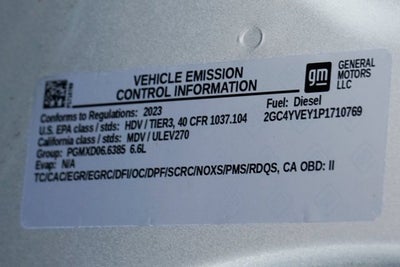 VEHICLE EMISSION
CONTROL INFORMATION
gm
GENERAL
MOTORS
LLC
Conforms to Regulations: 2023
Fuel: Diesel
U.S. EPA class / stds: HDV / TIER3, 40 CFR 1037.104
2GC4YVEY1P1710769
California class / stds: MDV / ULEV270
Group: PGMXD06.6385 6.6L
Evap: N/A
TC/CAC/EGR/EGRC/DFI/OC/DPF/SCRC/NOXS/PMS/RDQS, CA OBD: II